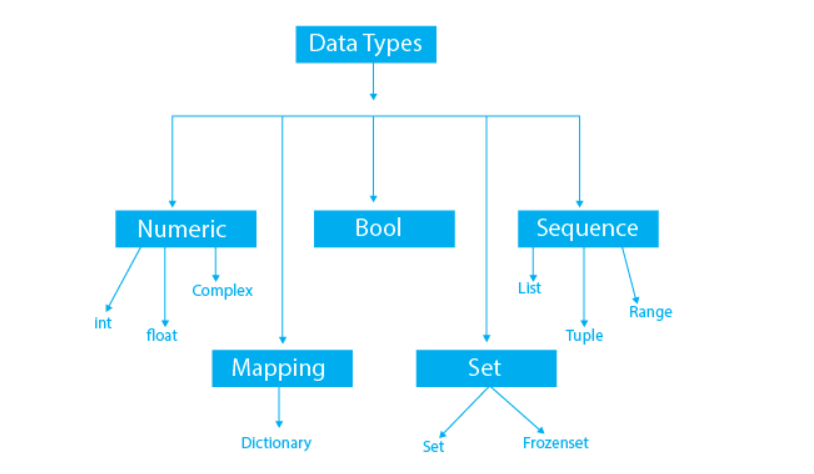 Data Types
Numeric
Bool
Sequence
Complex
List
int
float
Range
Tuple
Mapping
Set
Dictionary
Set
Frozenset